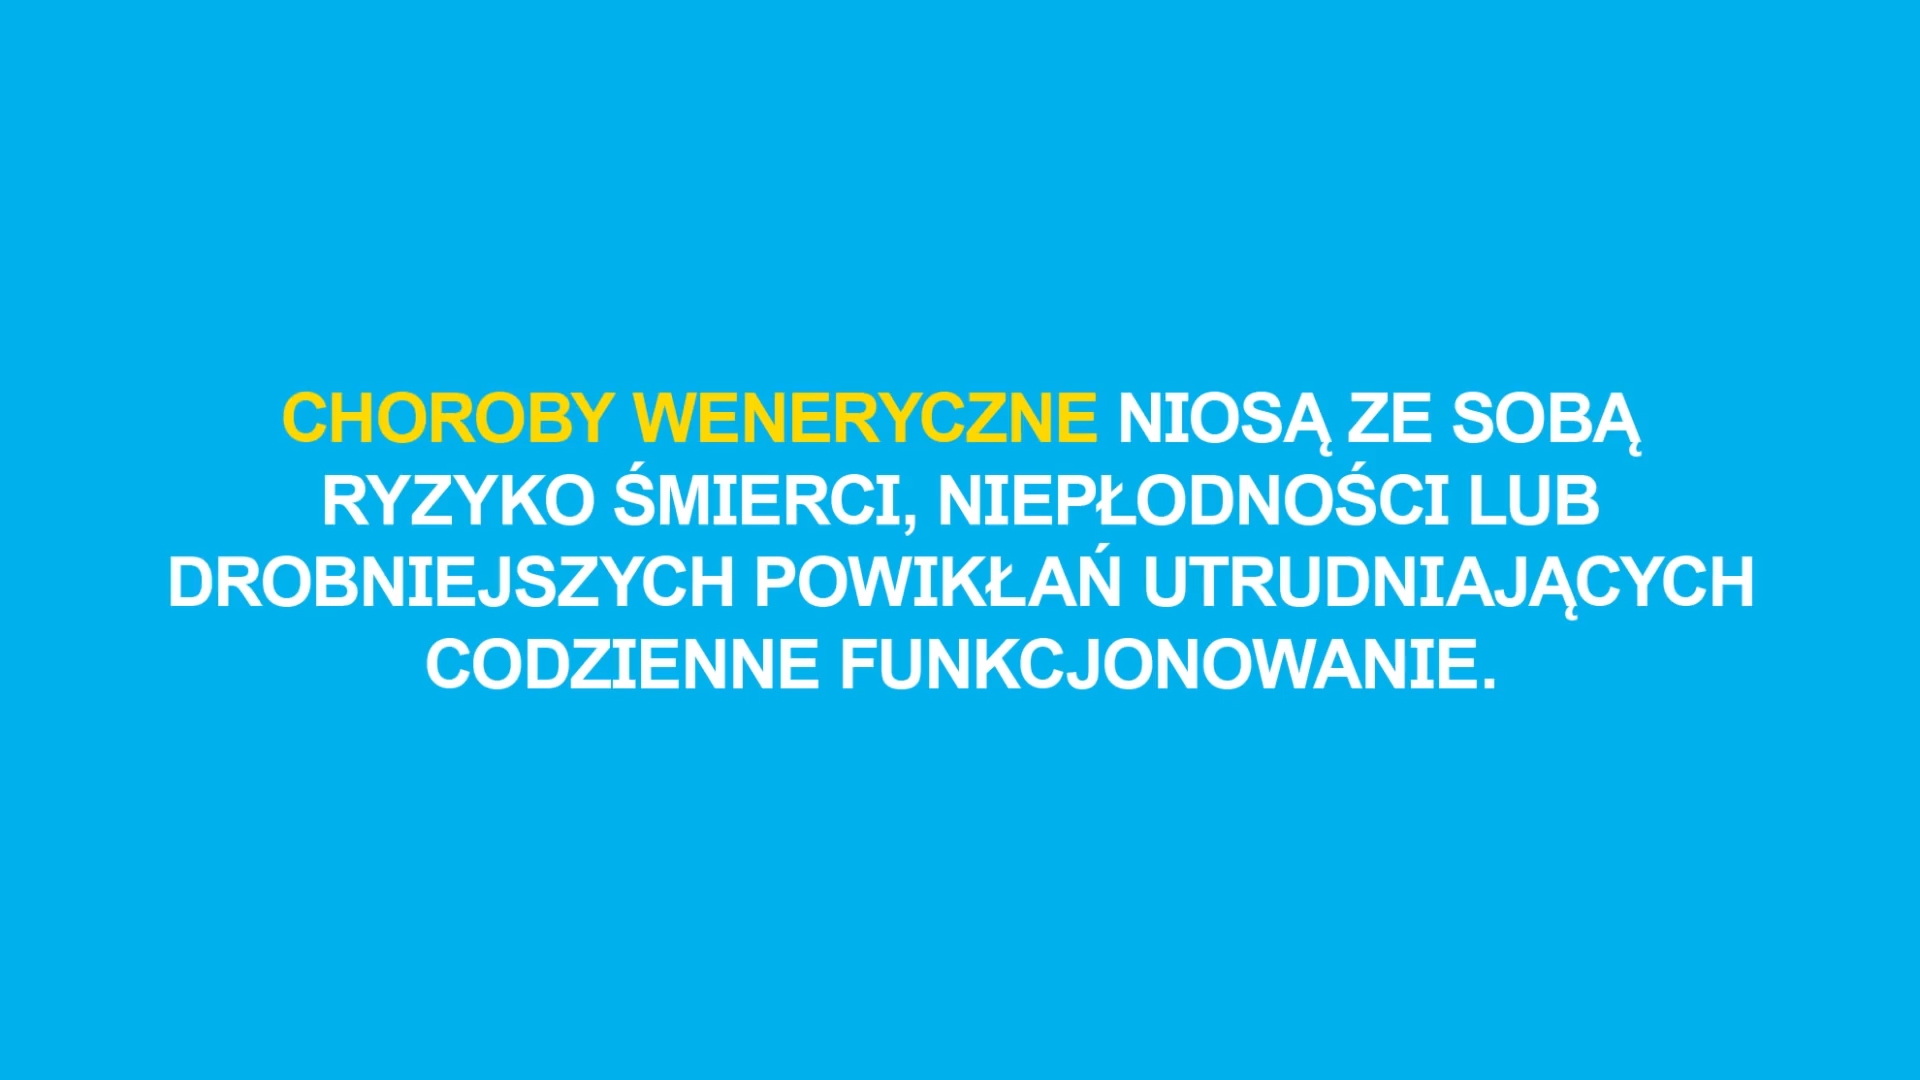 CHOROBY WENERYCZNE NIOSĄ ZE SOBĄ
RYZYKO ŚMIERCI, NIEPŁODNOŚCI LUB
DROBNIEJSZYCH POWIKŁAŃ UTRUDNIAJĄCYCH
CODZIENNE FUNKCJONOWANIE.